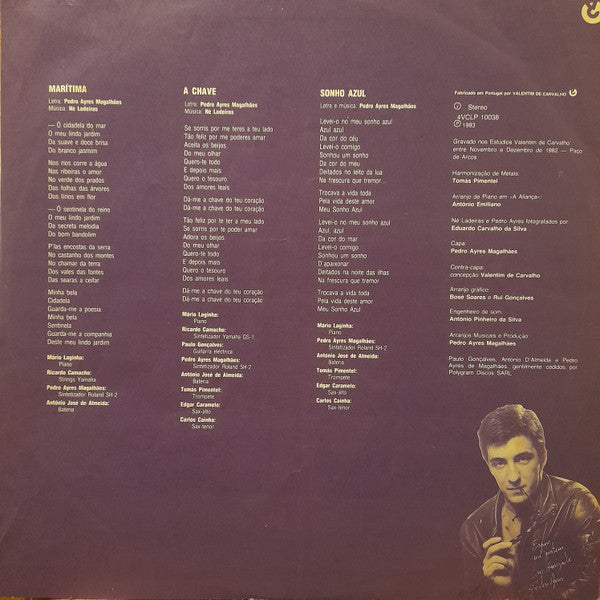 MARÍTIMA
Letra: Pedro Ayres Magalhães
Música: Né Ladeiras
— Ó cidadela do mar
O meu lindo jardim
Da suave e doce brisa
Do branco jasmim
Nos rios corre a água
Nas ribeiras o amor
No verde dos prados
Das folhas das árvores
Dos lírios em flor
— Ó sentinela do reino
O meu lindo jardim
Da secreta melodia
Do bom bandolim
P'las encostas da serra
No castanho dos montes
No chamar da terra
Dos vales das fontes
Das searas a ceifar
Minha bela
Cidadela
Guarda-me a poesia
Minha bela
Sentinela
Guarda-me a companhia
Deste meu lindo jardim
Mário Laginha:
Piano
Ricardo Camacho:
Strings Yamaha
Pedro Ayres Magalhães:
Sintetizador Roland SH-2
António Jose de Almeida:
Bateria
A CHAVE
Letra: Pedro Ayres Magalhães
Música: Né Ladeiras
Se sorris por me teres a teu lado
Tão feliz por me poderes amar
Aceita os beijos
Do meu olhar
Quero-te todo
E depois mais
Quero o tesouro
Dos amores leais
Dá-me a chave do teu coração
Dá-me a chave do teu coração
Tão feliz por te ter a meu lado
Se sorris por te poder amar
Adora os beijos
Do meu olhar
Quero-te todo
E depois mais
Quero o tesouro
Dos amores leais
Dá-me a chave do teu coração
Dá-me a chave do teu coração
Mário Laginha:
Piano
Ricardo Camacho:
Sintetizador Yamaha GS-1
Paulo Gonçalves:
Guitarra electrica
Pedro Ayres Magalhães:
Sintetizador Roland SH-2
António José de Almeida:
Bateria
Tomás Pimentel:
Trompete
Edgar Caramelo:
Sax-alto
Carlos Cainha:
Sax-tenor
SONHO AZUL
Letra e música: Pedro Ayres Magalhães
Levei-o no meu sonho azul
Azul azul
Da cor do céu
Levei-o comigo
Sonhou um sonho
Da cor do meu
Deitados no leito da lua
Na frescura que tremor...
Trocava a vida toda
Pela vida deste amor
Meu Sonho Azul
Levei-o no meu sonho azul
Azul, azul
Da cor do mar
Levei-o comigo
Sonhou um sonho
D'apaixonar
Deitados na noite das ilhas
Na frescura que tremor
Trocava a vida toda
Pela vida deste amor
Meu Sonho Azul
Mário Laginha:
Piano
Pedro Ayres Magalhães:
Sintetizador Roland SH-2
António José de Almeida:
Bateria
Tomás Pimentel:
Trompete
Edgar Caramelo:
Sax-alto
Carlos Cainha:
Sax-tenor
Fabricado em Portugal por VALENTIM DE CARVALHO
Stereo
4VCLP 10038
℗ 1983
Gravado nos Estúdios Valentim de Carvalho
entre Novembro e Dezembro de 1982 — Paço
de Arcos
Harmonização de Metais:
Tomás Pimentel
Arranjo de Piano em «A Aliança»:
António Emiliano
Né Ladeiras e Pedro Ayres fotografados por:
Eduardo Carvalho da Silva
Capa:
Pedro Ayres Magalhães
Contra-capa:
concepção Valentim de Carvalho
Arranjo gráfico
Bosé Soares e Rui Gonçalves
Engenheiro de som:
António Pinheiro da Silva
Arranjos Musicais e Produção:
Pedro Ayres Magalhães
Paulo Gonçalves, Antonio D'Almeida e Pedro
Ayres de Magalhães, gentilmente cedidos por
Polygram Discos SARL.